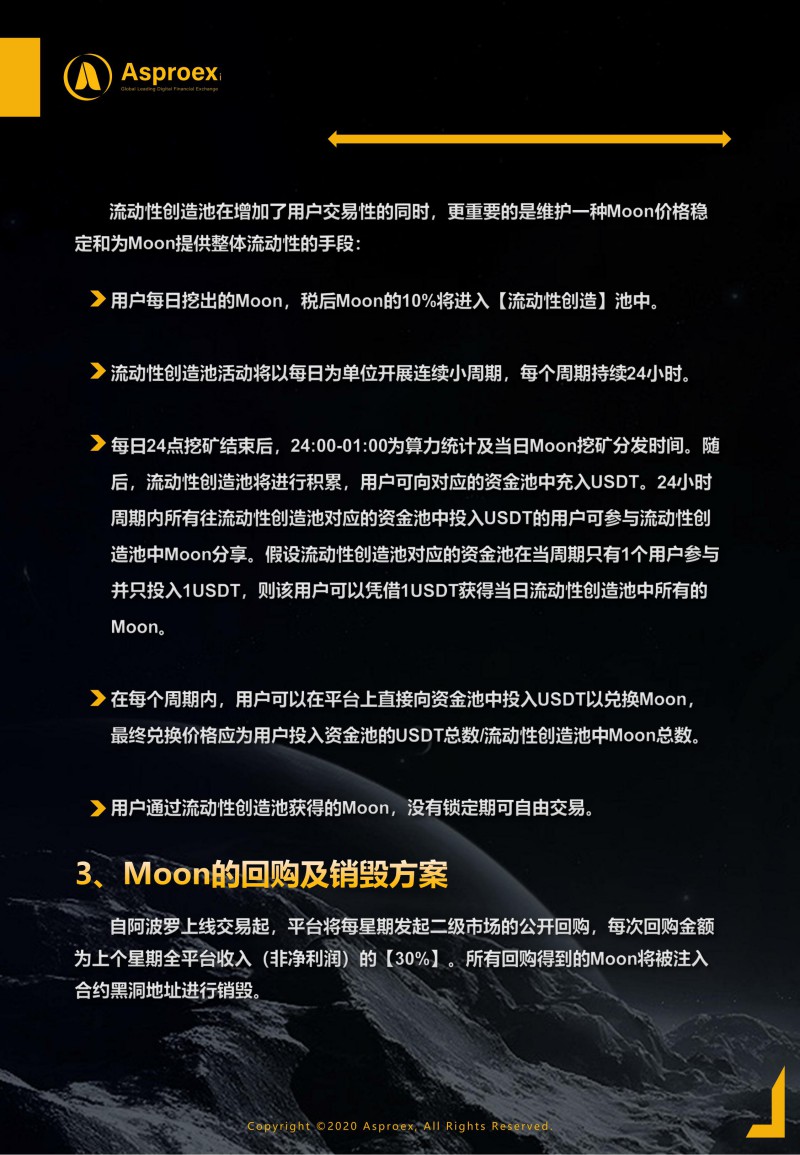 Asproex
Global Leading Digital Financial Exchange
流动性创造池在增加了用户交易性的同时，更重要的是维护一种Moon价格稳
定和为Moon提供整体流动性的手段：
用户每日挖出的Moon，税后Moon的10%将进入【流动性创造】池中。
流动性创造池活动将以每日为单位开展连续小周期，每个周期持续24小时。
每日24点挖矿结束后，24:00-01:00为算力统计及当日Moon挖矿分发时间。随
后，流动性创造池将进行积累，用户可向对应的资金池中充入USDT。24小时
周期内所有往流动性创造池对应的资金池中投入USDT的用户可参与流动性创
造池中Moon分享。假设流动性创造池对应的资金池在当周期只有1个用户参与
并只投入1USDT，则该用户可以凭借1USDT获得当日流动性创造池中所有的
Moon。
在每个周期内，用户可以在平台上直接向资金池中投入USDT以兑换Moon，
最终兑换价格应为用户投入资金池的USDT总数/流动性创造池中Moon总数。
用户通过流动性创造池获得的Moon，没有锁定期可自由交易。
3、Moon的回购及销毁方案
自阿波罗上线交易起，平台将每星期发起二级市场的公开回购，每次回购金额
为上个星期全平台收入（非净利润）的【30%】。所有回购得到的Moon将被注入
合约黑洞地址进行销毁。
Copyright ©2020 Asproex, All Rights Reserved.